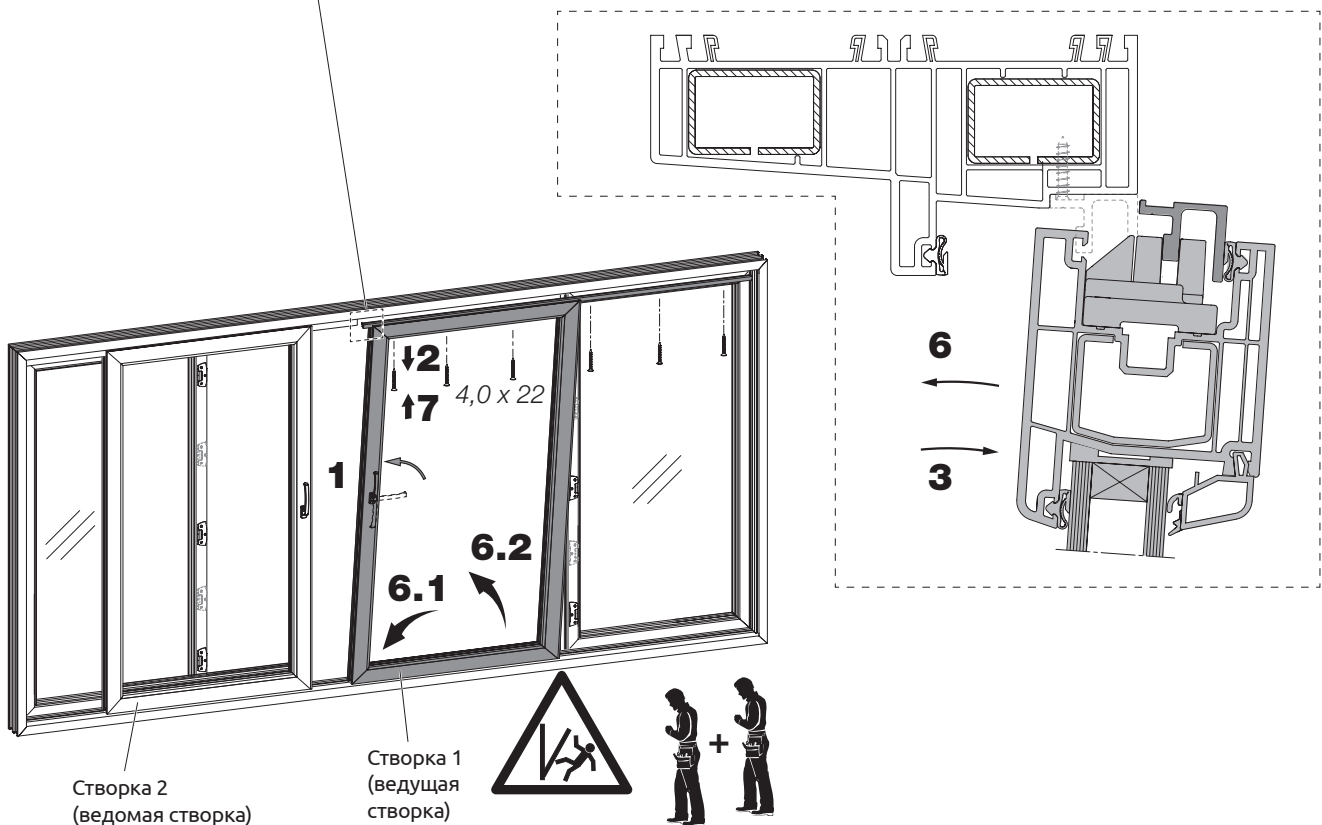 6
3
2
7
4,0 x 22
1
6.2
6.1
Створка 1
(ведущая
створка)
+
Створка 2
(ведомая створка)